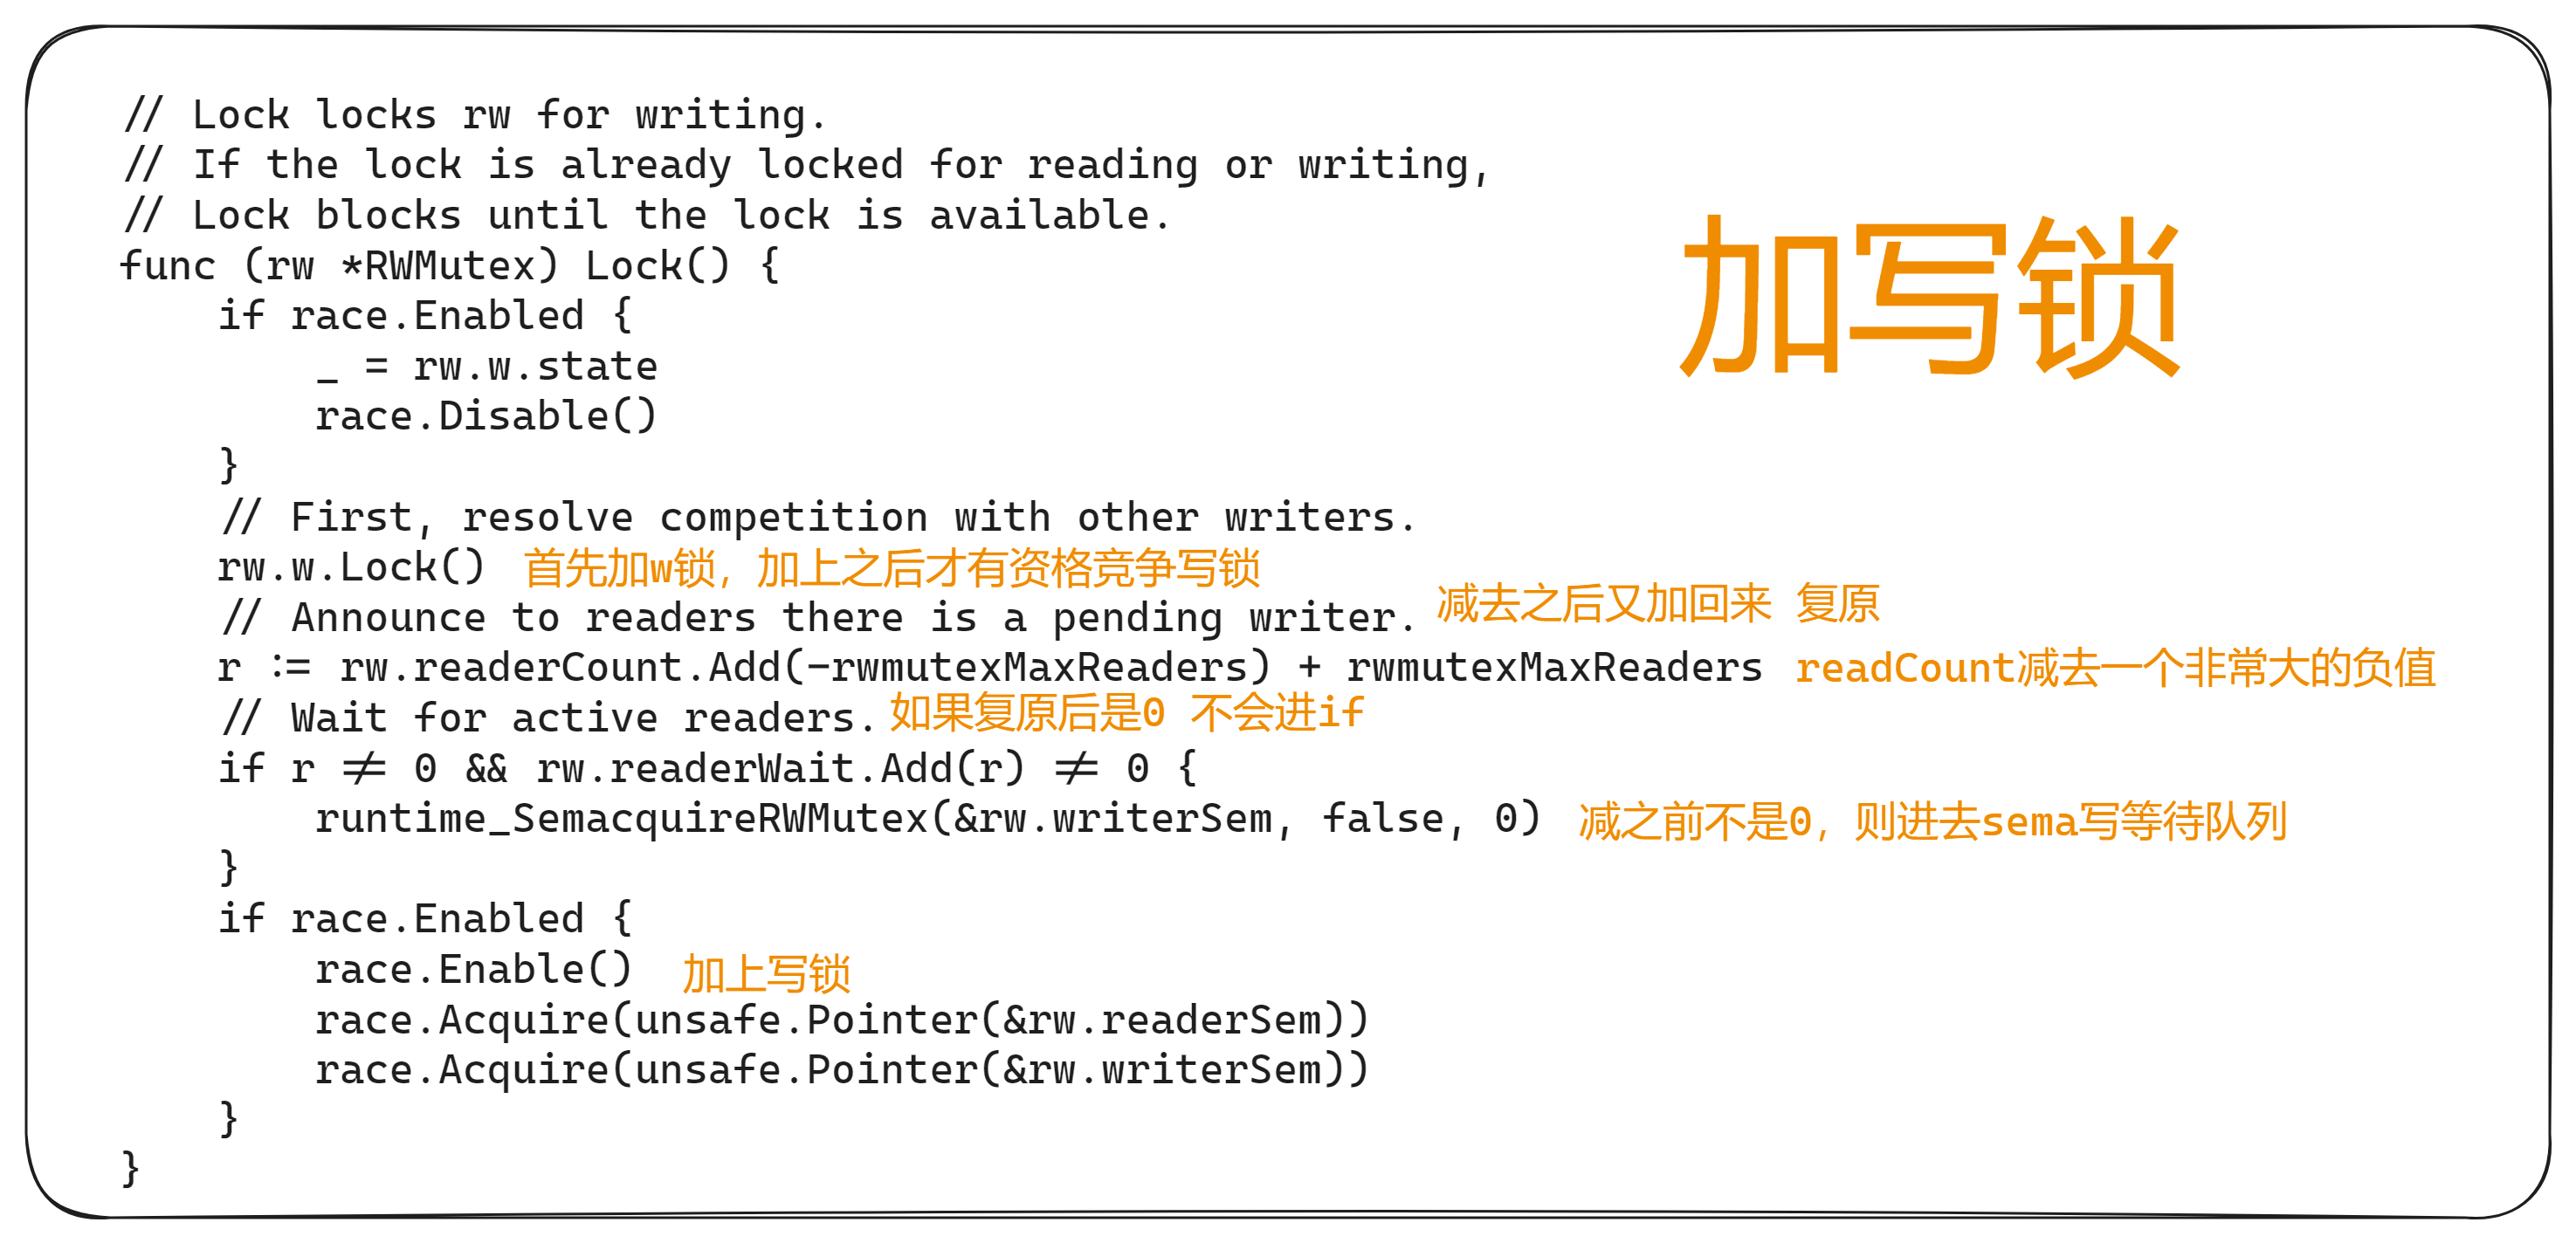 // Lock locks rw for writing.
// If the lock is already locked for reading or writing,
// Lock blocks until the lock is available.
func (rw *RWMutex) Lock() {
加写锁
if race.Enabled {
_ = rw.w.state
race.Disable()
}
// First, resolve competition with other writers.
rw.w.Lock() 首先加w锁，加上之后才有资格竞争写锁
// Announce to readers there is a pending writer. 减去之后又加回来 复原
r := rw.readerCount.Add(-rwmutexMaxReaders) + rwmutexMaxReaders readCount减去一个非常大的负值
// Wait for active readers. 如果复原后是0 不会进if
if r != 0 && rw.readerWait.Add(r) != 0 {
runtime_SemacquireRWMutex(&rw.writerSem, false, 0) 减之前不是0，则进去sema写等待队列
}
if race.Enabled {
race.Enable() 加上写锁
race.Acquire(unsafe.Pointer(&rw.readerSem))
race.Acquire(unsafe.Pointer(&rw.writerSem))
}
}